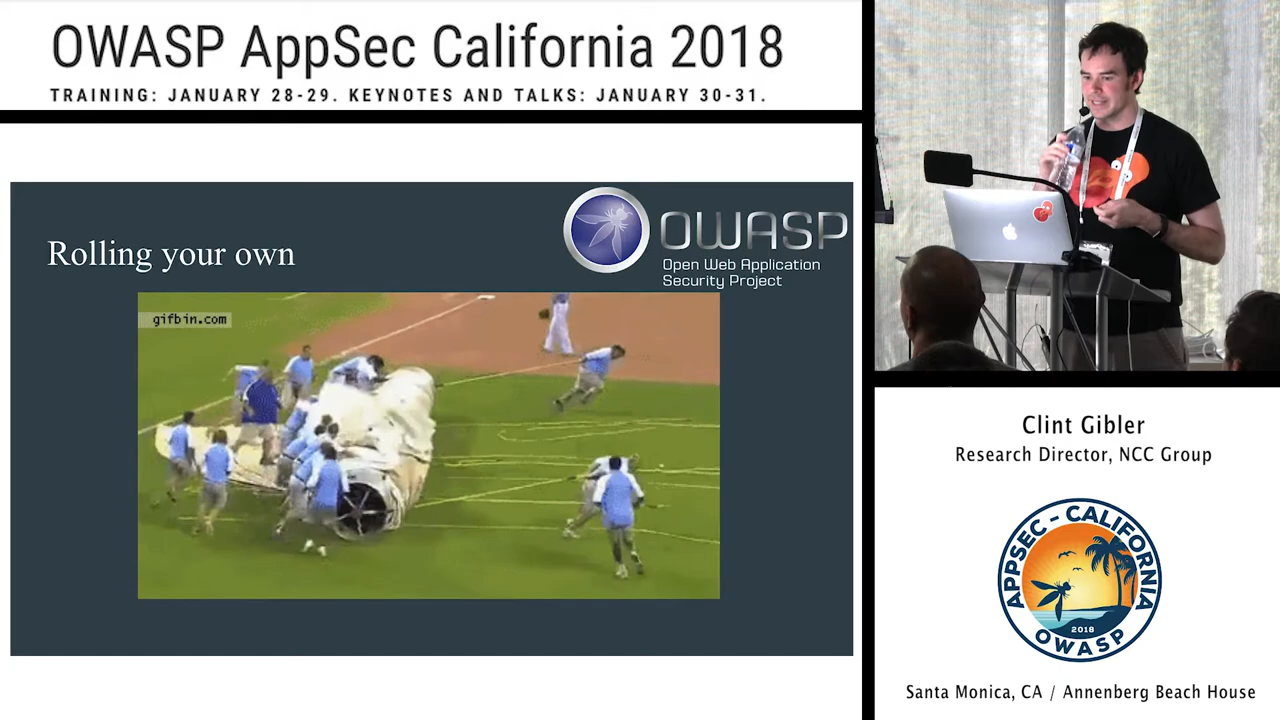 OWASP AppSec California 2018
TRAINING: JANUARY 28-29. KEYNOTES AND TALKS: JANUARY 30-31.
Rolling your own
OWASP
Open Web Application
Security Project
gifbin.com
Clint Gibler
Research Director, NCC Group
APPSEC - CALIFORNIA
2018
OWASP
Santa Monica, CA / Annenberg Beach House